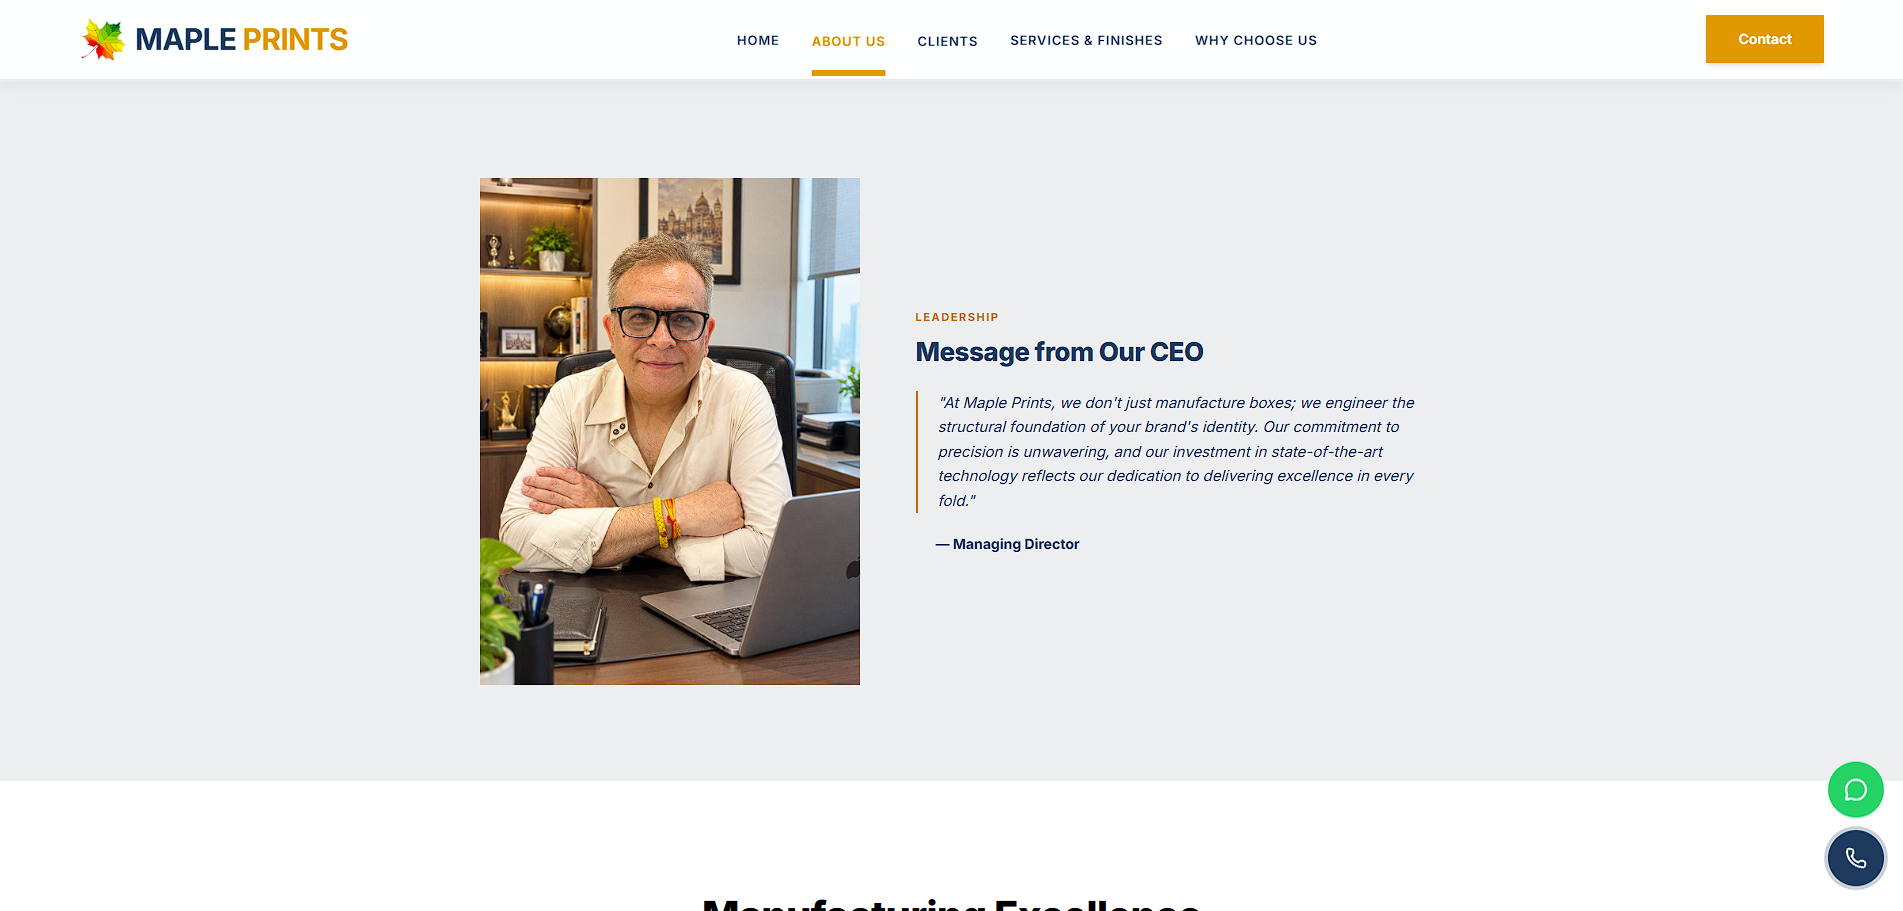 MAPLE PRINTS
HOME
ABOUT US
CLIENTS
SERVICES & FINISHES
WHY CHOOSE US
Contact
LEADERSHIP
Message from Our CEO
"At Maple Prints, we don't just manufacture boxes; we engineer the
structural foundation of your brand's identity. Our commitment to
precision is unwavering, and our investment in state-of-the-art
technology reflects our dedication to delivering excellence in every
fold."
— Managing Director
Manufacturing Excellence